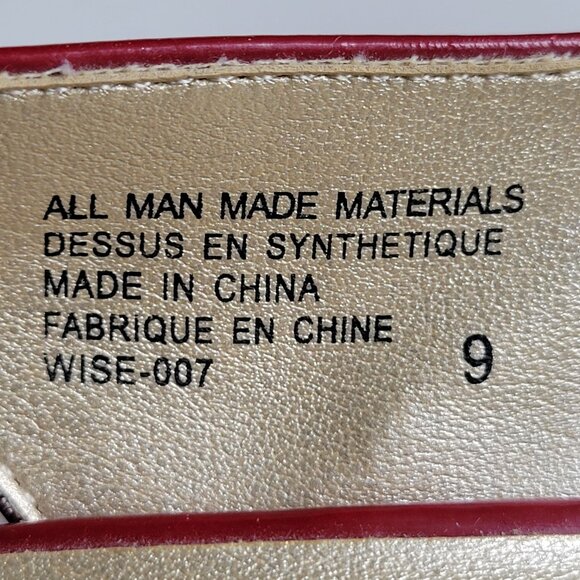 ALL MAN MADE MATERIALS
DESSUS EN SYNTHETIQUE
MADE IN CHINA
FABRIQUE EN CHINE
WISE-007 9